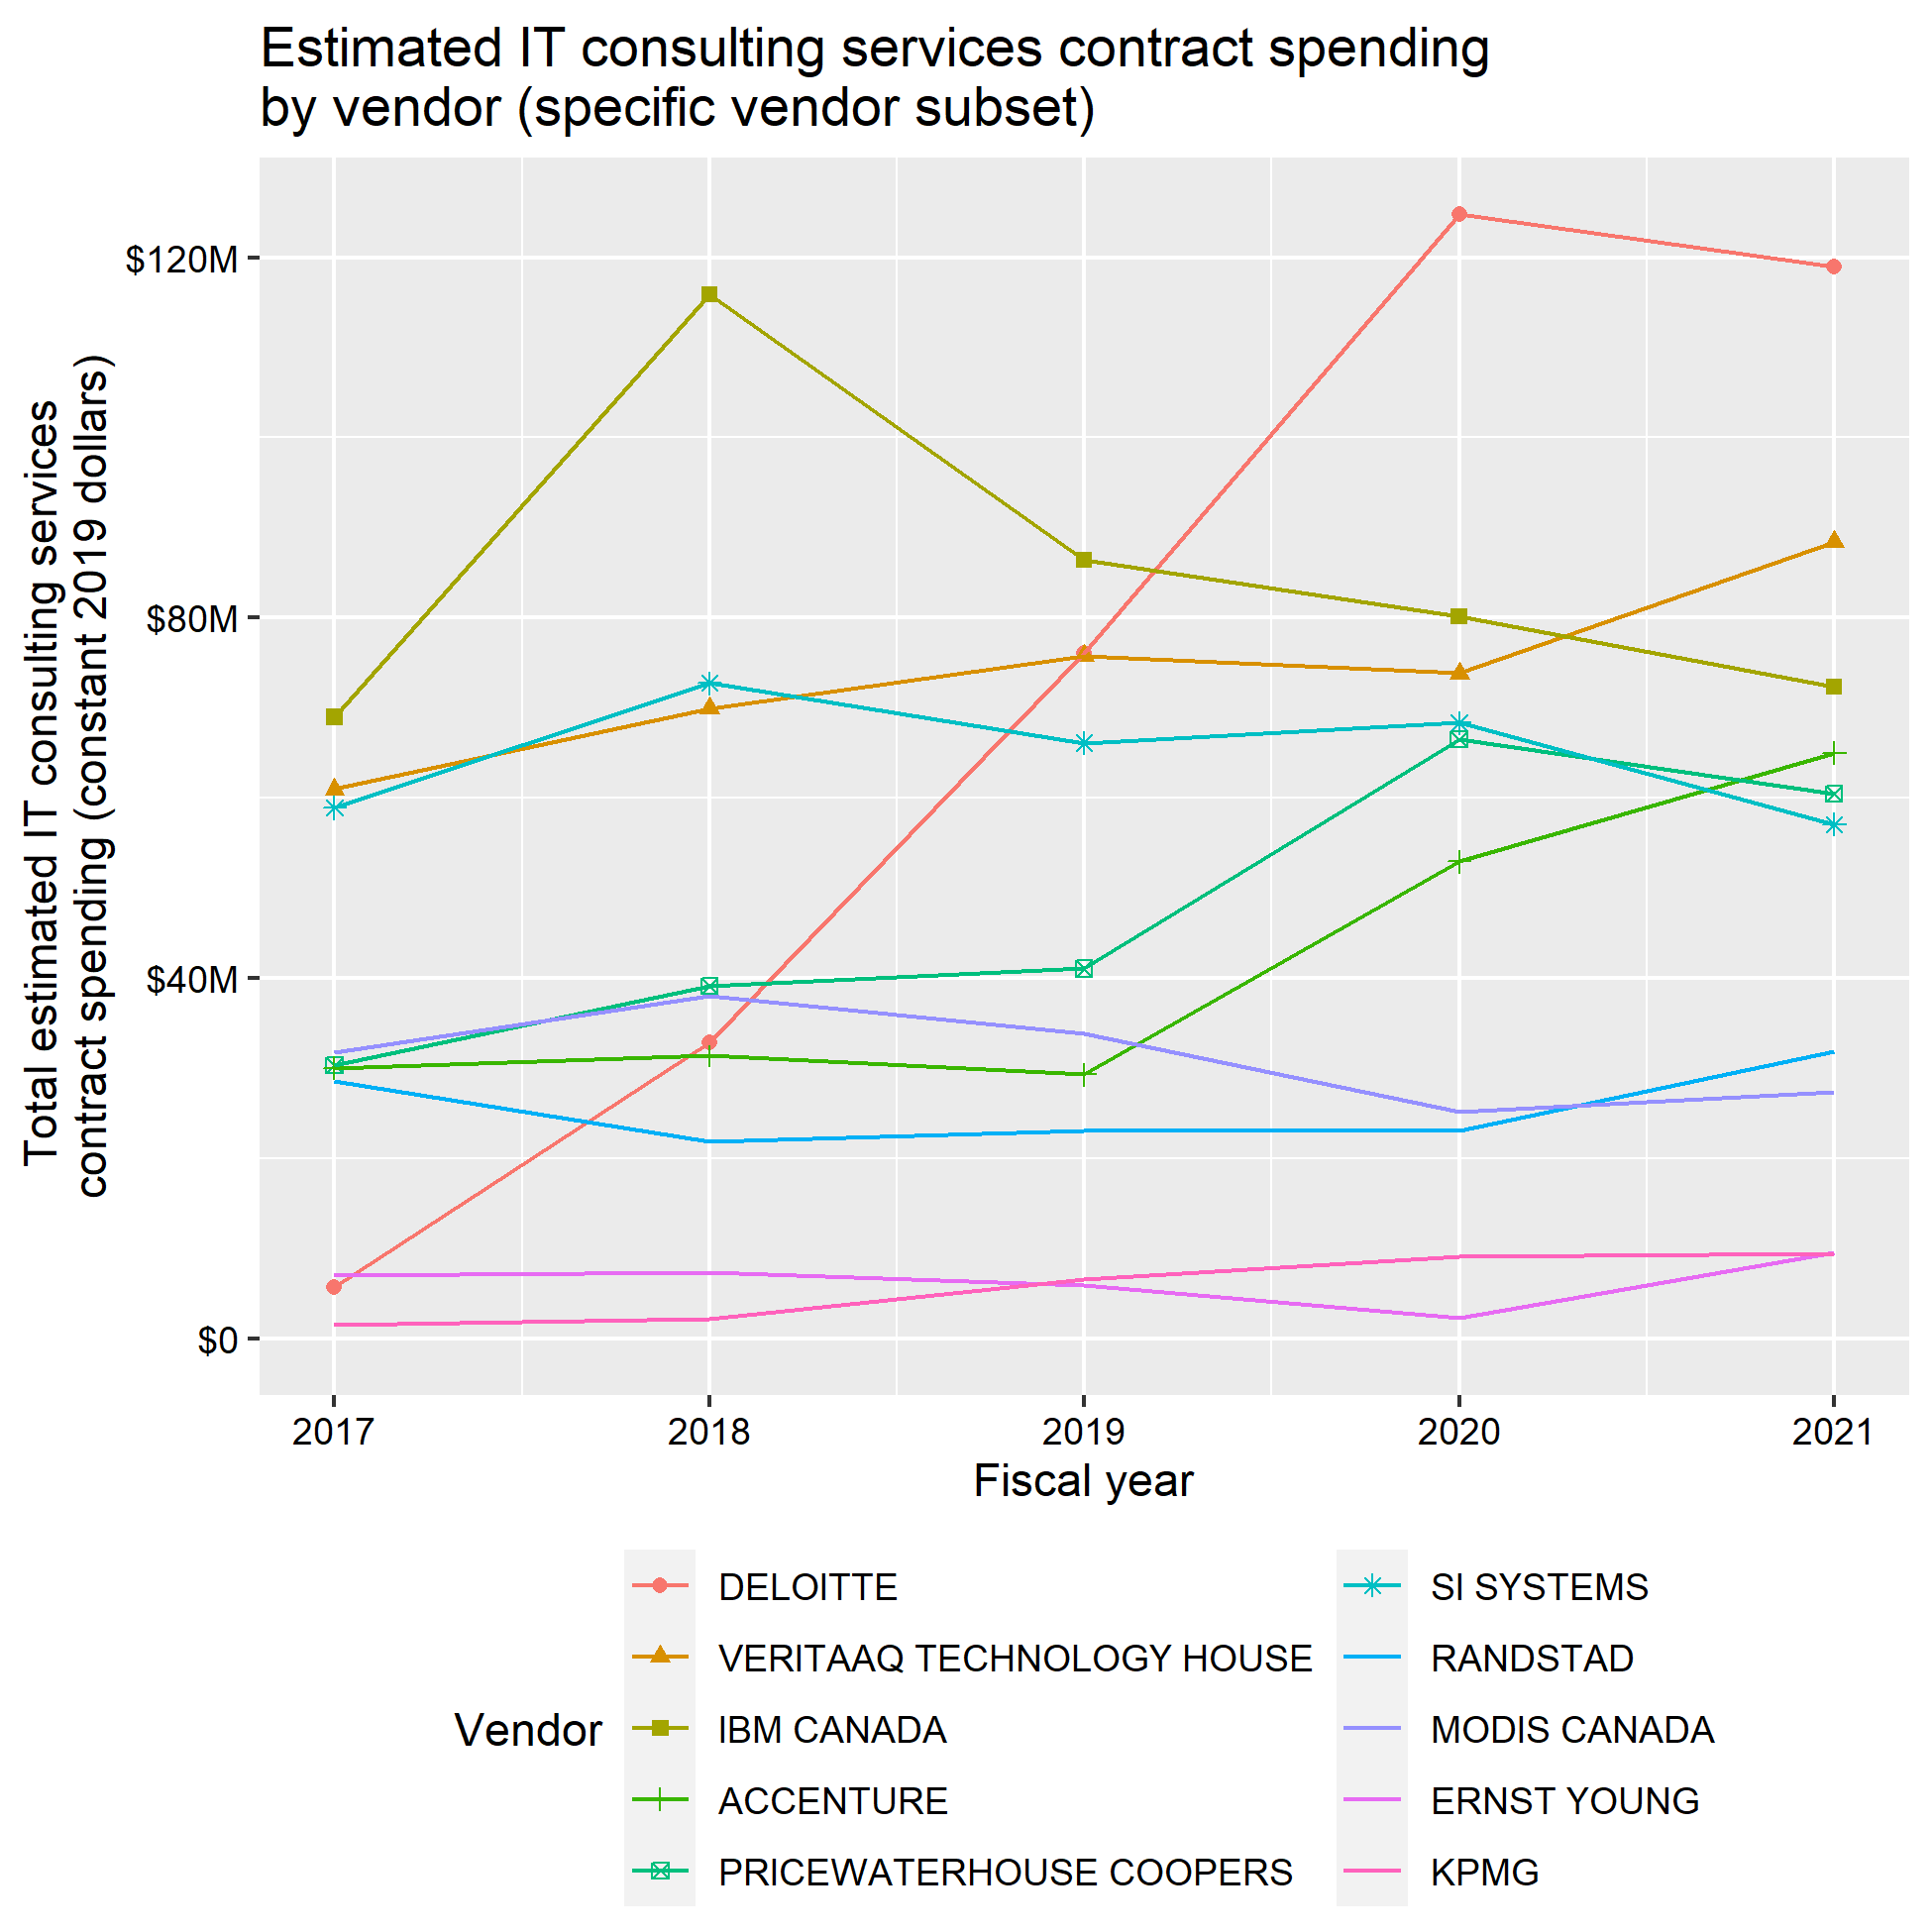 Estimated IT consulting services contract spending
by vendor (specific vendor subset)
Total estimated IT consulting services
contract spending (constant 2019 dollars)
$120M
$80M
$40M
$0
2017 2018 2019 2020 2021
Fiscal year
Vendor
DELOITTE
VERITAAQ TECHNOLOGY HOUSE
IBM CANADA
ACCENTURE
PRICEWATERHOUSE COOPERS
SI SYSTEMS
RANDSTAD
MODIS CANADA
ERNST YOUNG
KPMG